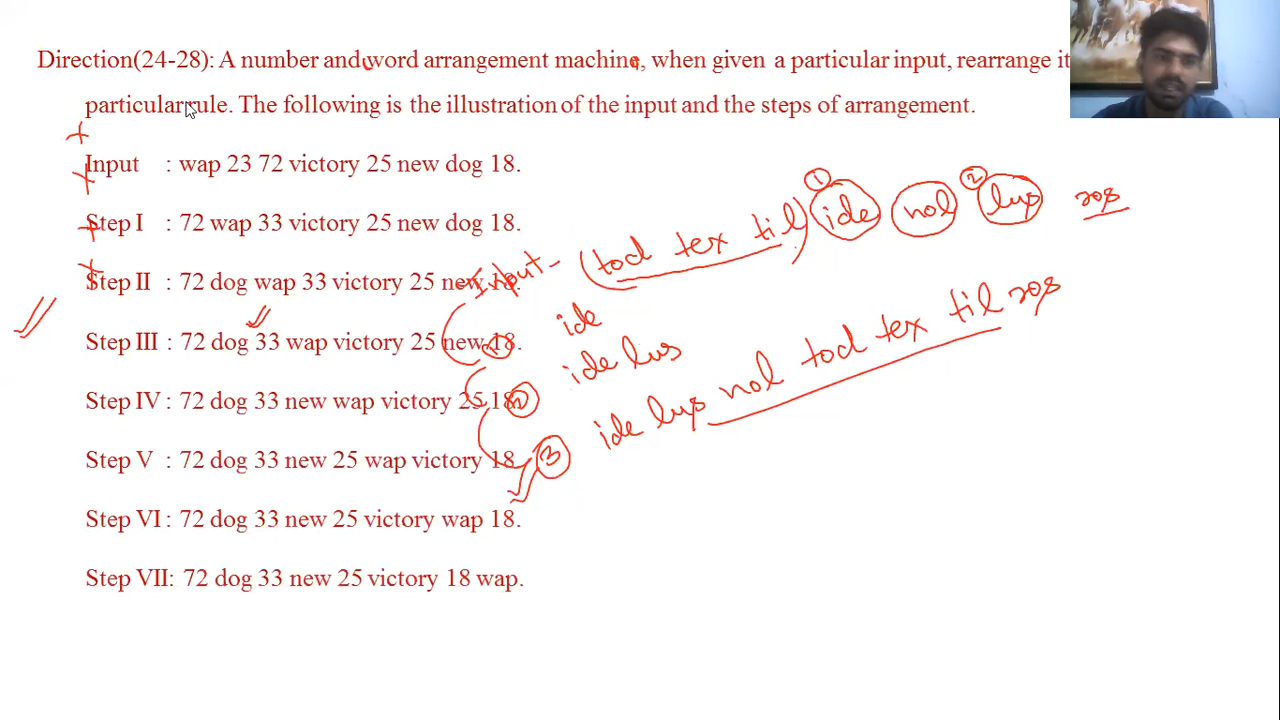 Direction(24-28): A number and word arrangement machine, when given a particular input, rearrange it
particular rule. The following is the illustration of the input and the steps of arrangement.
Input : wap 23 72 victory 25 new dog 18.
Step I : 72 wap 33 victory 25 new dog 18.
Step II : 72 dog wap 33 victory 25 new 18.
Step III : 72 dog 33 wap victory 25 new 18.
Step IV : 72 dog 33 new wap victory 25 18.
Step V : 72 dog 33 new 25 wap victory 18.
Step VI : 72 dog 33 new 25 victory wap 18.
Step VII: 72 dog 33 new 25 victory 18 wap.
1 2
Input - (tod tex til) ide nol lus
1 ide
2 ide lus
3 ide lus nol tod tex til